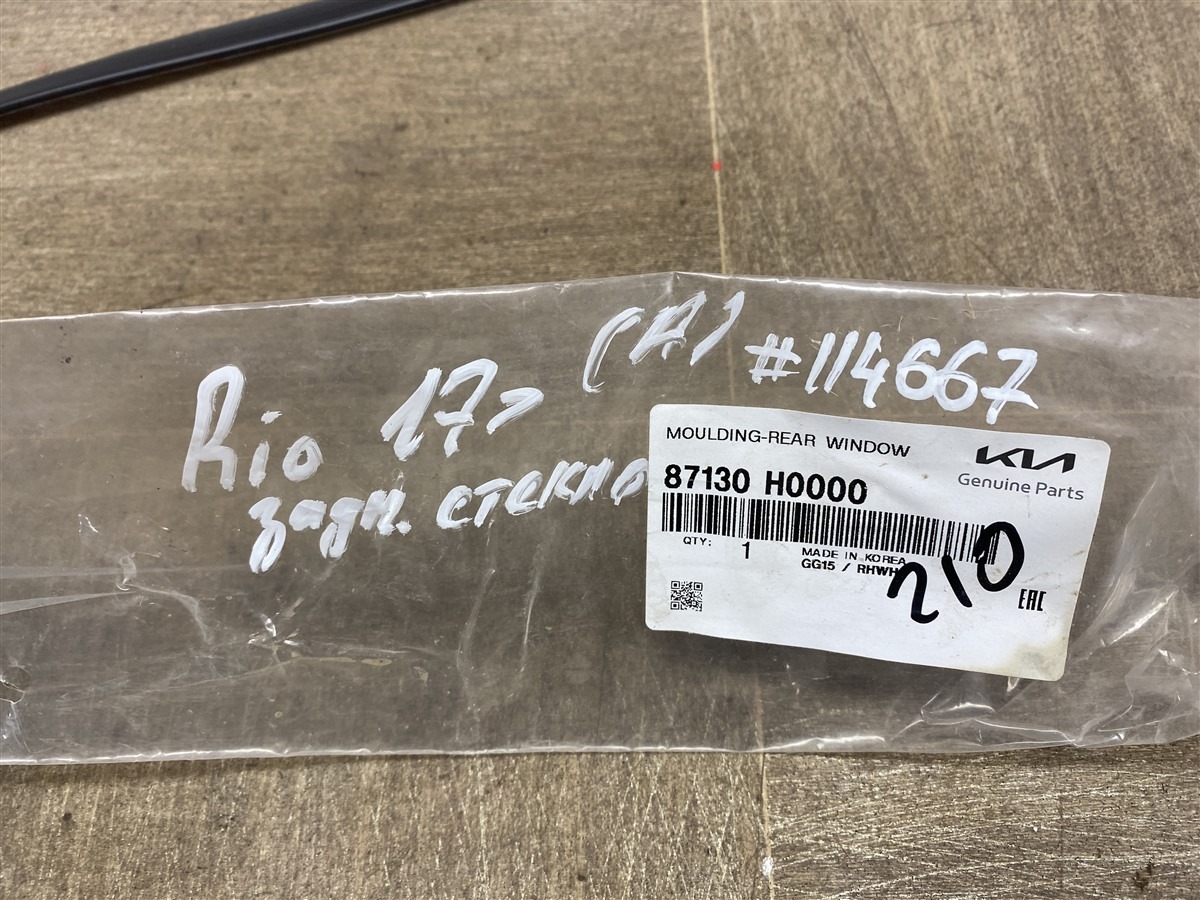 (A) #114667
Rio 17>
задн. стекло
MOULDING-REAR WINDOW
KIA
Genuine Parts
87130 H0000
QTY: 1
MADE IN KOREA
GG15 / RHWH
210
EAC